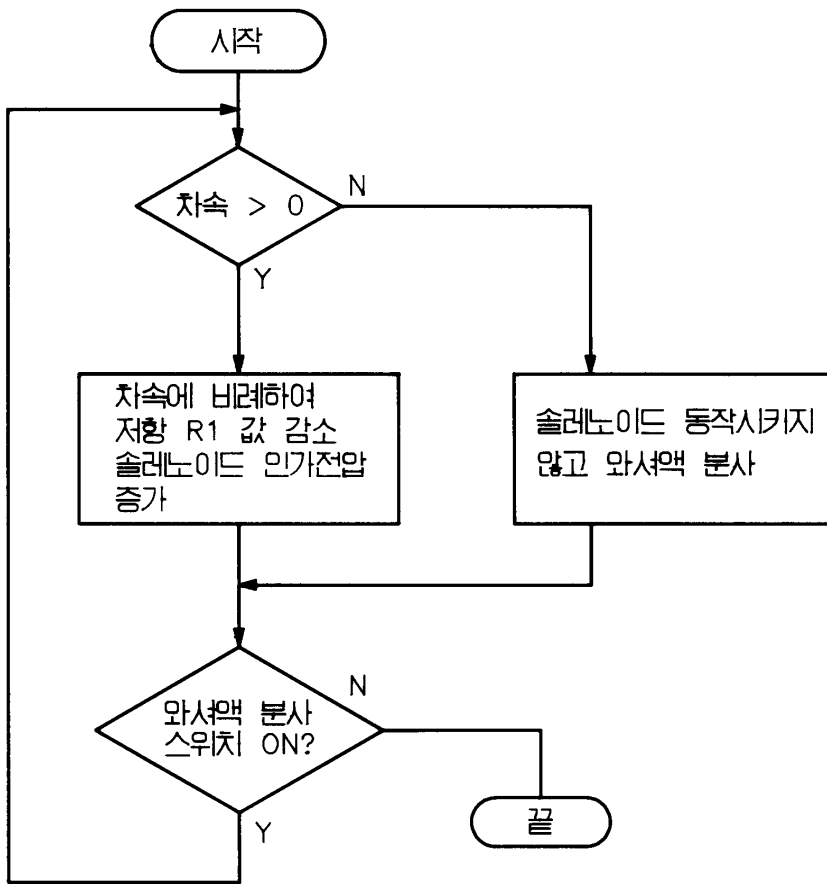 시작
차속 > 0
N
Y
차속에 비례하여
저항 R1 값 감소
솔레노이드 인가전압
증가
솔레노이드 동작시키지
않고 와셔액 분사
와셔액 분사
스위치 ON?
N
Y
끝